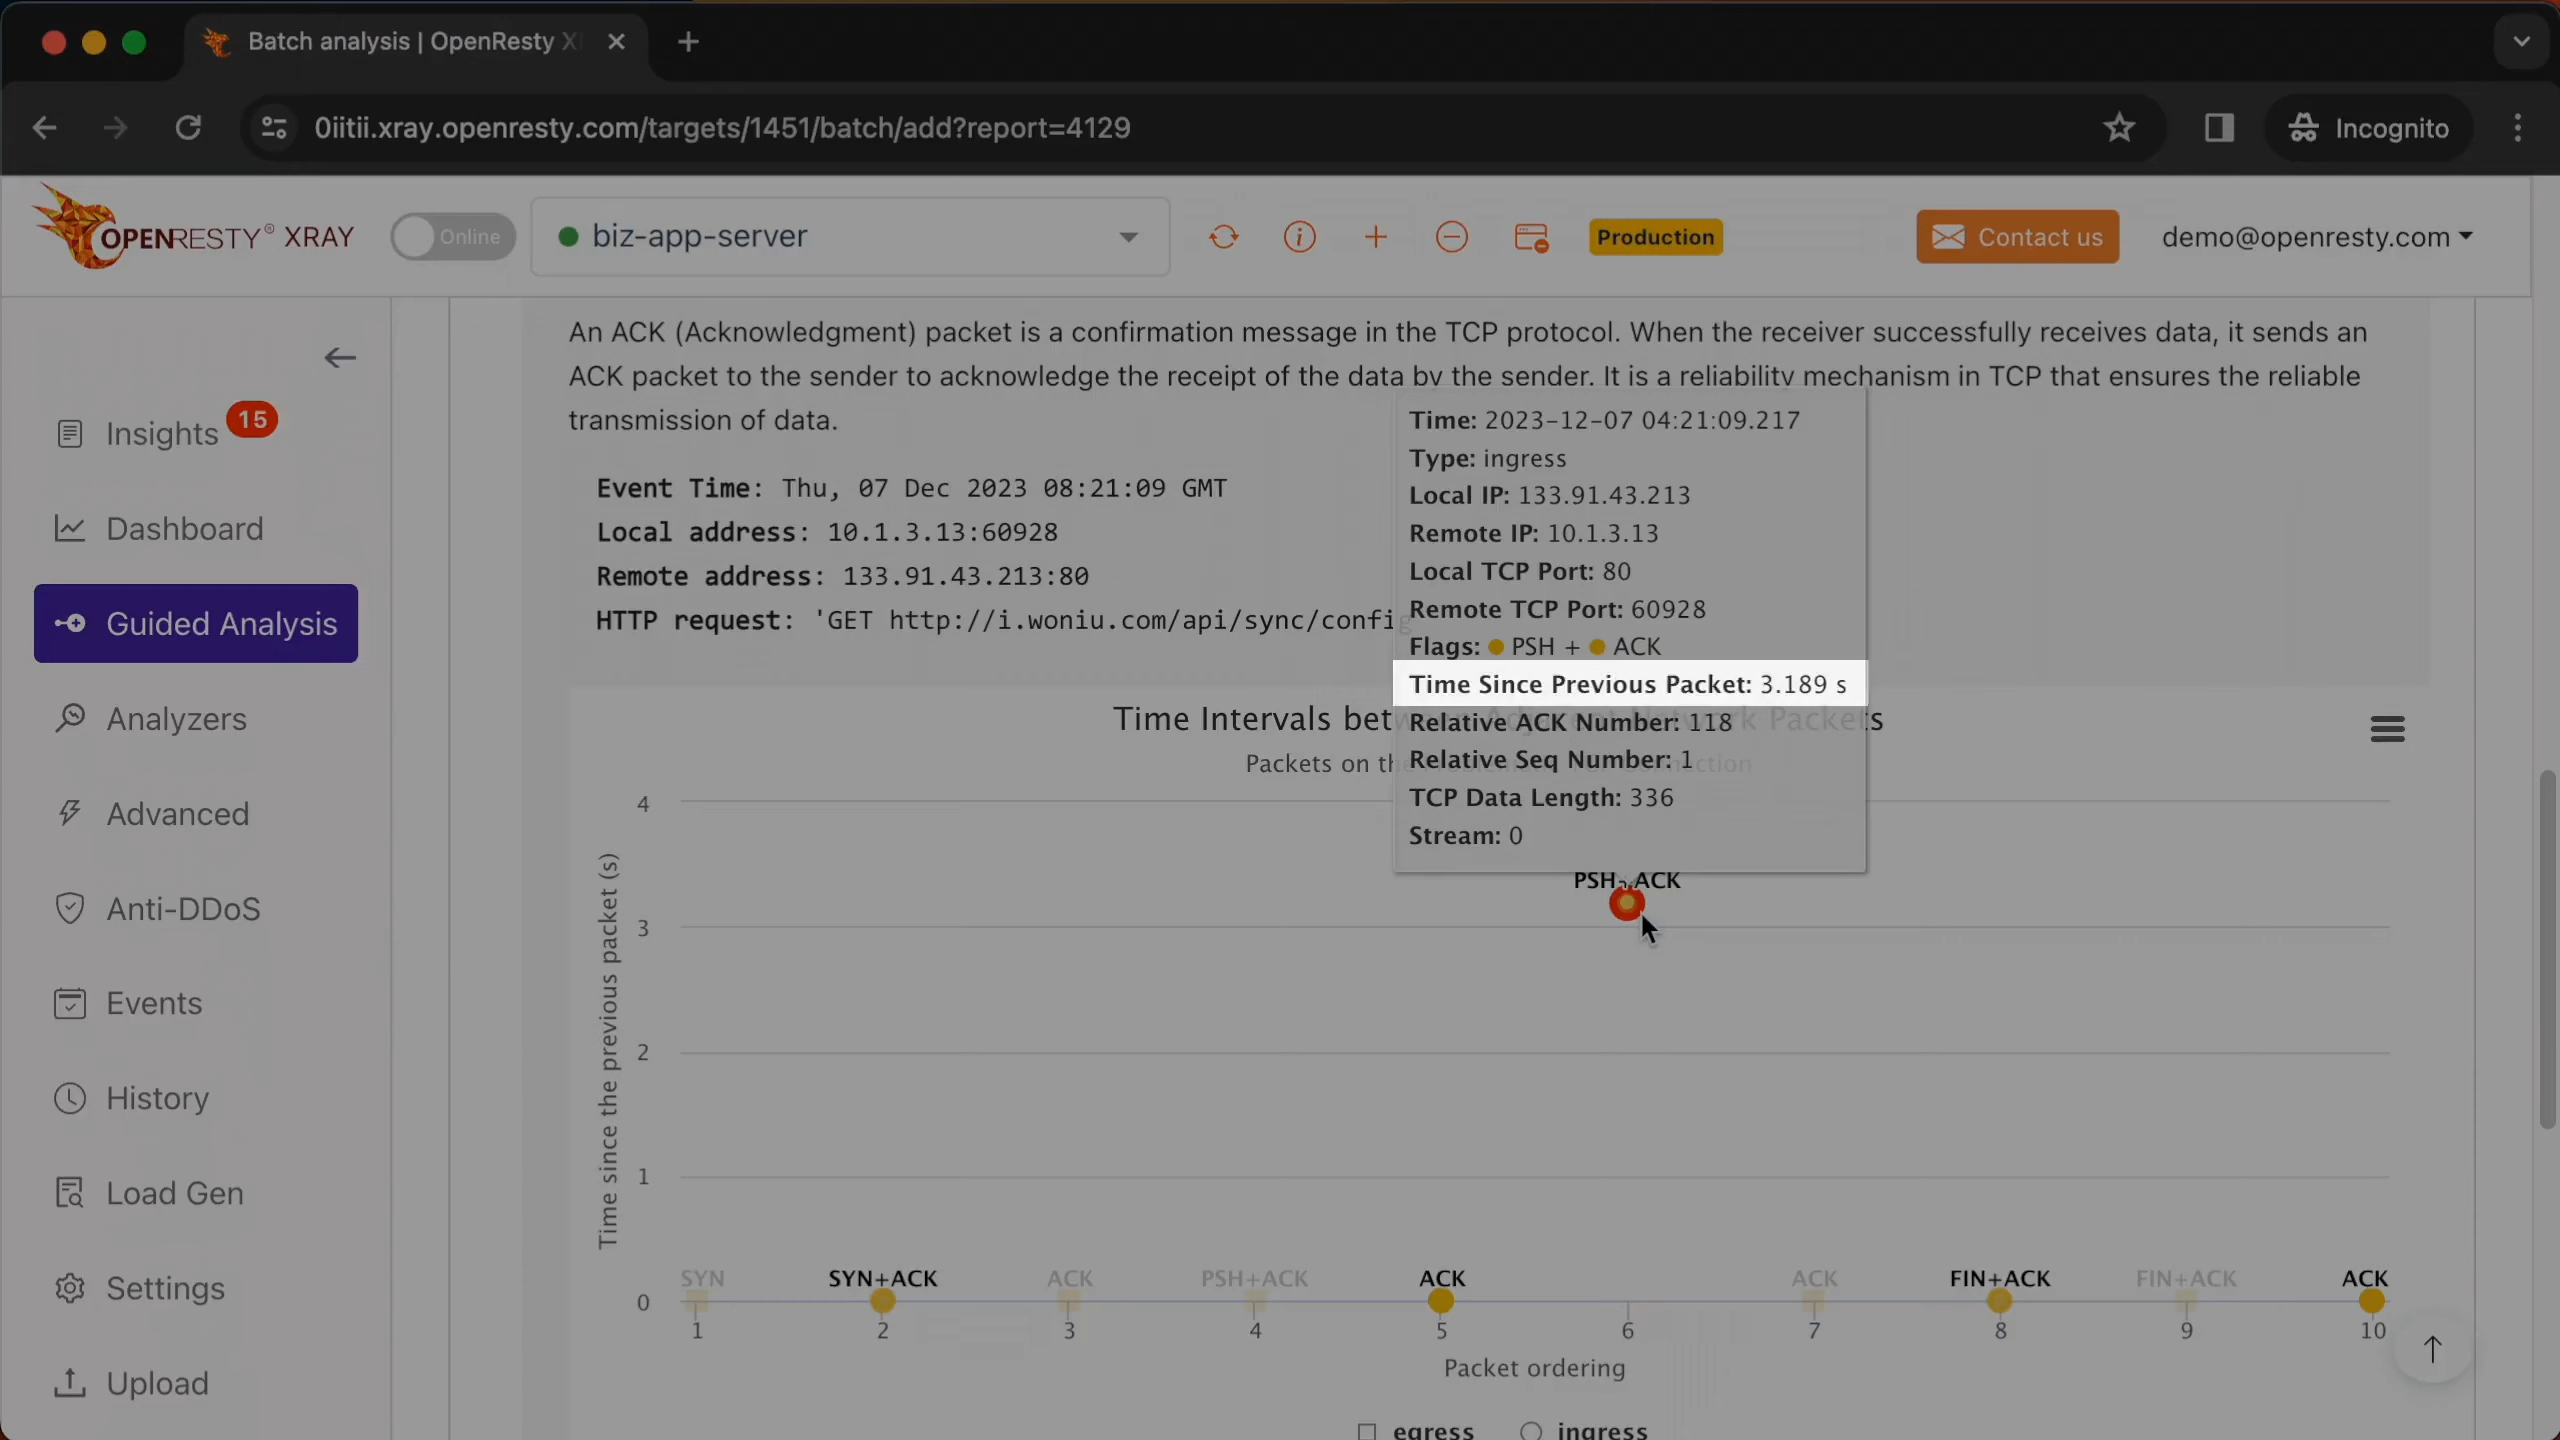 Batch analysis | OpenResty X
0iitii.xray.openresty.com/targets/1451/batch/add?report=4129
Incognito
OPENRESTY® XRAY
Online
biz-app-server
Production
Contact us
demo@openresty.com
Insights 15
Dashboard
Guided Analysis
Analyzers
Advanced
Anti-DDoS
Events
History
Load Gen
Settings
Upload
An ACK (Acknowledgment) packet is a confirmation message in the TCP protocol. When the receiver successfully receives data, it sends an
ACK packet to the sender to acknowledge the receipt of the data by the sender. It is a reliability mechanism in TCP that ensures the reliable
transmission of data.
Event Time: Thu, 07 Dec 2023 08:21:09 GMT
Local address: 10.1.3.13:60928
Remote address: 133.91.43.213:80
HTTP request: 'GET http://i.woniu.com/api/sync/config
Time: 2023-12-07 04:21:09.217
Type: ingress
Local IP: 133.91.43.213
Remote IP: 10.1.3.13
Local TCP Port: 80
Remote TCP Port: 60928
Flags: PSH + ACK
Time Since Previous Packet: 3.189 s
Relative ACK Number: 118
Relative Seq Number: 1
TCP Data Length: 336
Stream: 0
Time Intervals between Adjacent Network Packets
Packets on the Connection
Time since the previous packet (s)
4
3
2
1
0
PSH+ACK
SYN SYN+ACK ACK PSH+ACK ACK ACK FIN+ACK FIN+ACK ACK
1 2 3 4 5 6 7 8 9 10
Packet ordering
egress ingress